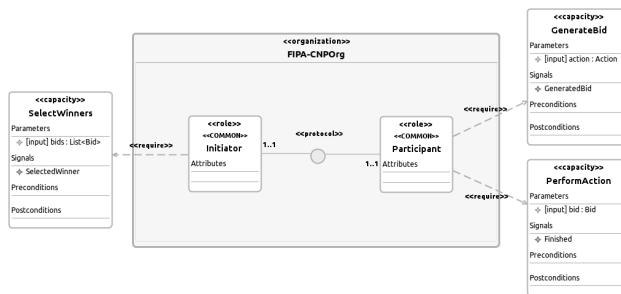 <<capacity>>
SelectWinners
Parameters
[input] bids : List<Bid>
Signals
SelectedWinner
Preconditions
Postconditions
<<require>>
<<organization>>
FIPA-CNPOrg
<<role>>
<<COMMON>>
Initiator
Attributes
1..1
<<protocol>>
1..1
<<role>>
<<COMMON>>
Participant
Attributes
<<require>>
<<require>>
<<capacity>>
GenerateBid
Parameters
[input] action : Action
Signals
GeneratedBid
Preconditions
Postconditions
<<capacity>>
PerformAction
Parameters
[input] bid : Bid
Signals
Finished
Preconditions
Postconditions